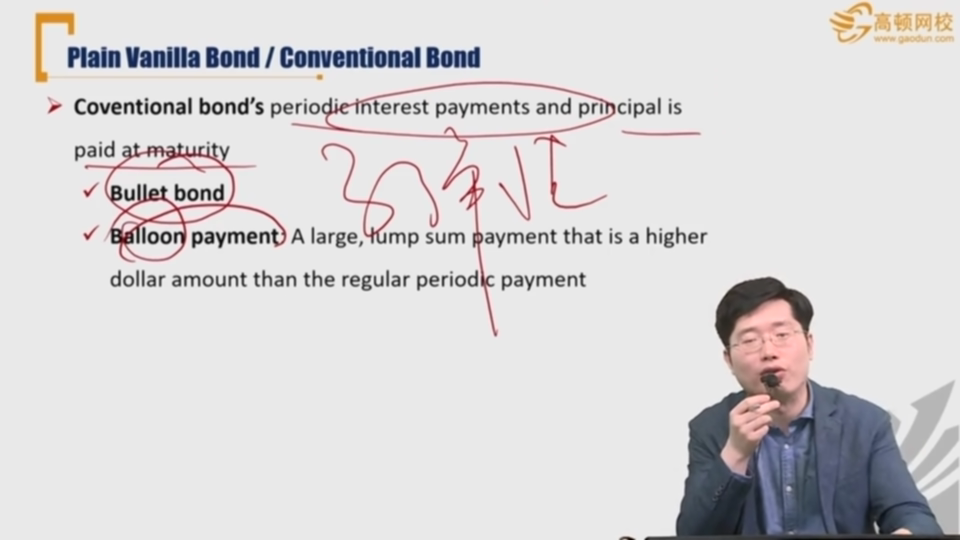 高顿网校
www.gaodun.com
Plain Vanilla Bond / Conventional Bond
Coventional bond's periodic interest payments and principal is
paid at maturity
Bullet bond
Balloon payment: A large, lump sum payment that is a higher
dollar amount than the regular periodic payment